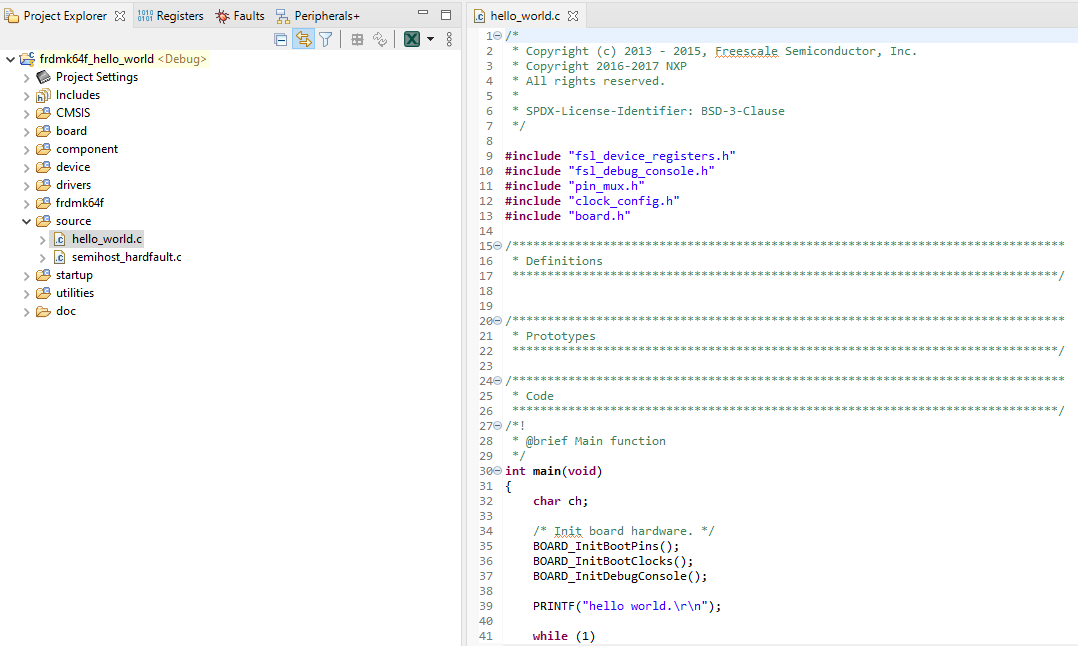 Project Explorer
Registers
Faults
Peripherals+
frdmk64f_hello_world <Debug>
Project Settings
Includes
CMSIS
board
component
device
drivers
frdmk64f
source
hello_world.c
semihost_hardfault.c
startup
utilities
doc
hello_world.c
1 /*
2  * Copyright (c) 2013 - 2015, Freescale Semiconductor, Inc.
3  * Copyright 2016-2017 NXP
4  * All rights reserved.
5  *
6  * SPDX-License-Identifier: BSD-3-Clause
7  */
8
9 #include "fsl_device_registers.h"
10 #include "fsl_debug_console.h"
11 #include "pin_mux.h"
12 #include "clock_config.h"
13 #include "board.h"
14
15 /*******************************************************************************
16  * Definitions
17  ******************************************************************************/
18
19
20 /*******************************************************************************
21  * Prototypes
22  ******************************************************************************/
23
24 /*******************************************************************************
25  * Code
26  ******************************************************************************/
27 /*!
28  * @brief Main function
29  */
30 int main(void)
31 {
32     char ch;
33
34     /* Init board hardware. */
35     BOARD_InitBootPins();
36     BOARD_InitBootClocks();
37     BOARD_InitDebugConsole();
38
39     PRINTF("hello world.\r\n");
40
41     while (1)